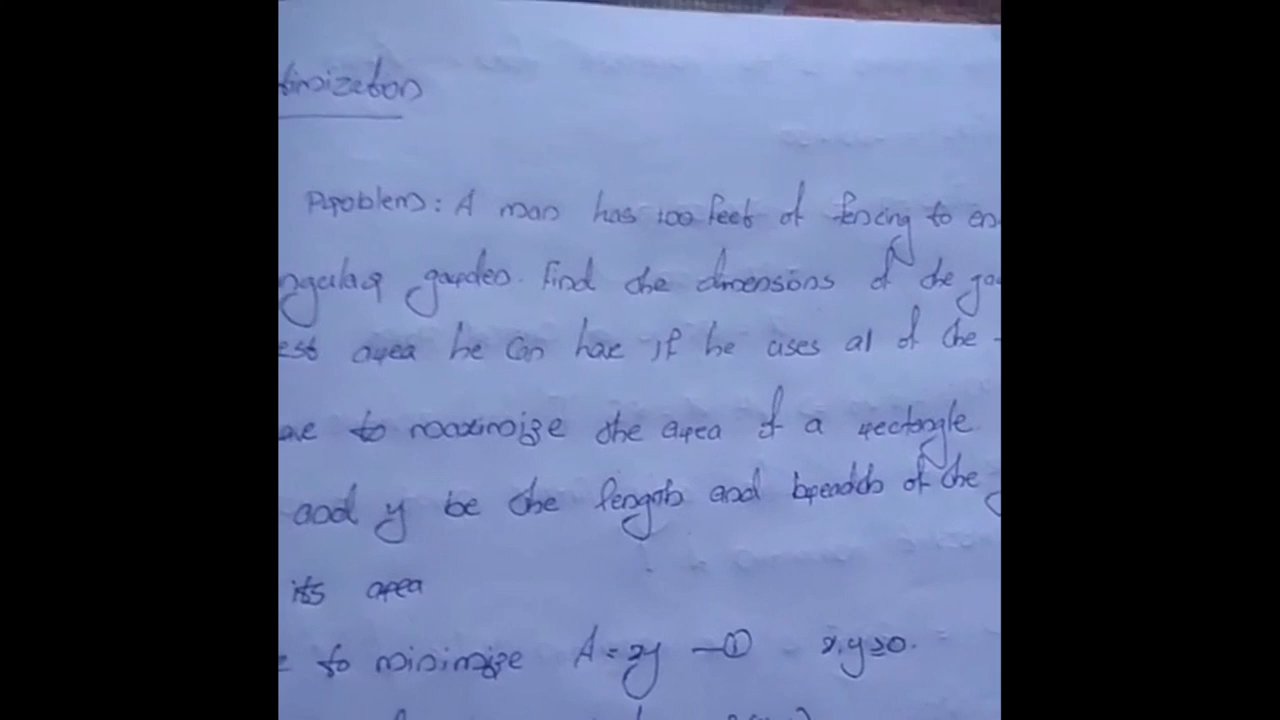 timization
Problem: A man has 100 feet of fencing to en
ngular garden. Find the dimensions of the ga
est area he can hae if he uses al of the
ave to maximize the area of a rectangle
and y be the length and breadth of the
its area
to minimize A = xy —① x,y≥0.